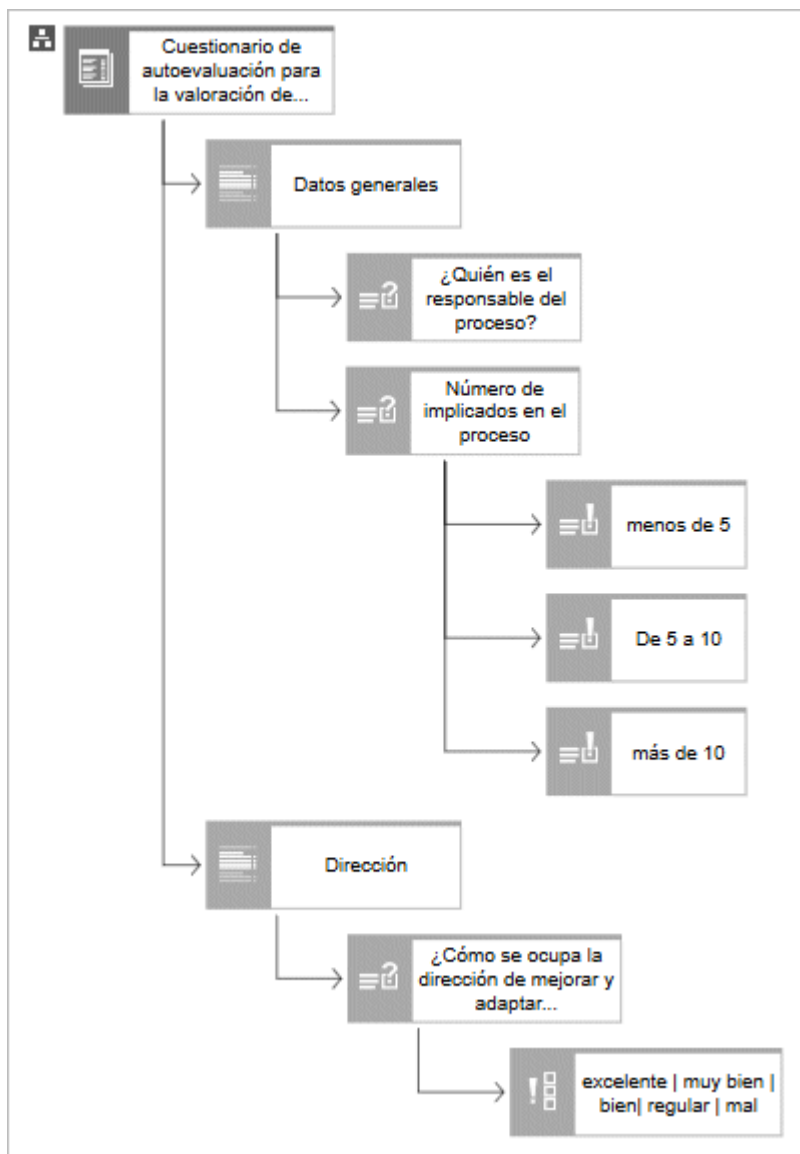 Cuestionario de
autoevaluación para
la valoración de...
Datos generales
¿Quién es el
responsable del
proceso?
Número de
implicados en el
proceso
menos de 5
De 5 a 10
más de 10
Dirección
¿Cómo se ocupa la
dirección de mejorar y
adaptar...
excelente | muy bien |
bien| regular | mal